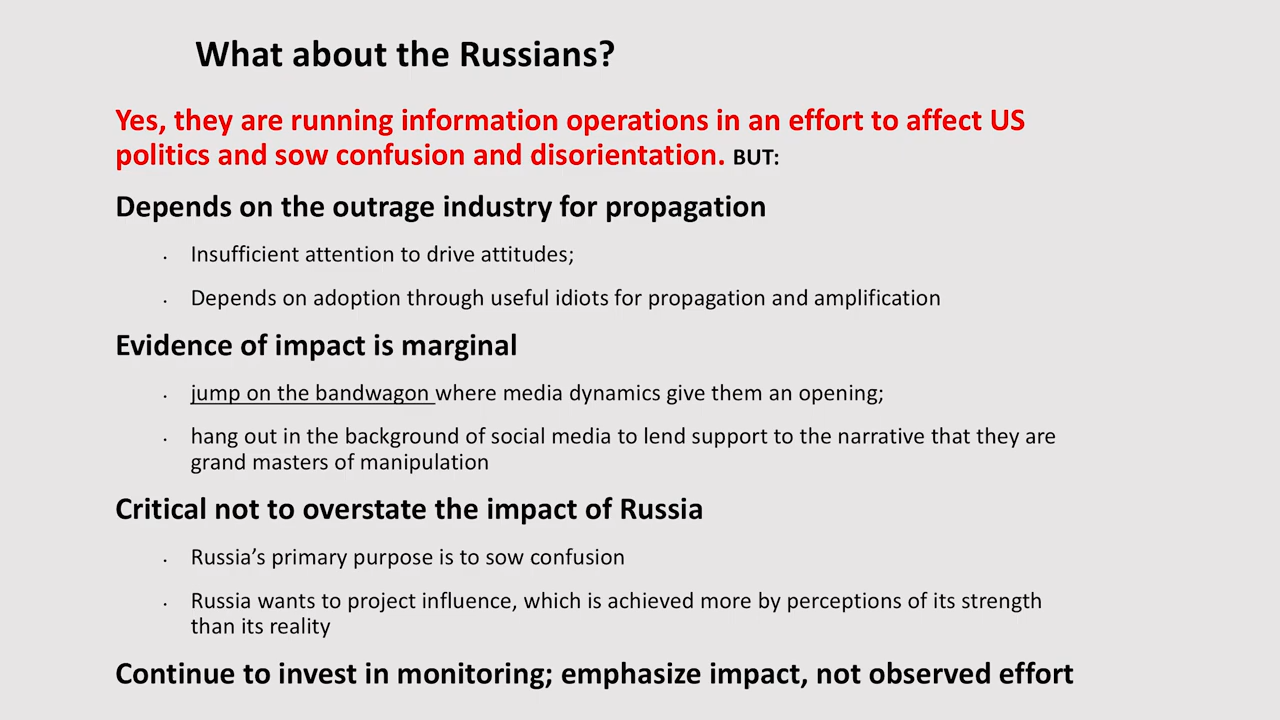 What about the Russians?
Yes, they are running information operations in an effort to affect US
politics and sow confusion and disorientation. BUT:
Depends on the outrage industry for propagation
· Insufficient attention to drive attitudes;
· Depends on adoption through useful idiots for propagation and amplification
Evidence of impact is marginal
· jump on the bandwagon where media dynamics give them an opening;
· hang out in the background of social media to lend support to the narrative that they are
grand masters of manipulation
Critical not to overstate the impact of Russia
· Russia’s primary purpose is to sow confusion
· Russia wants to project influence, which is achieved more by perceptions of its strength
than its reality
Continue to invest in monitoring; emphasize impact, not observed effort